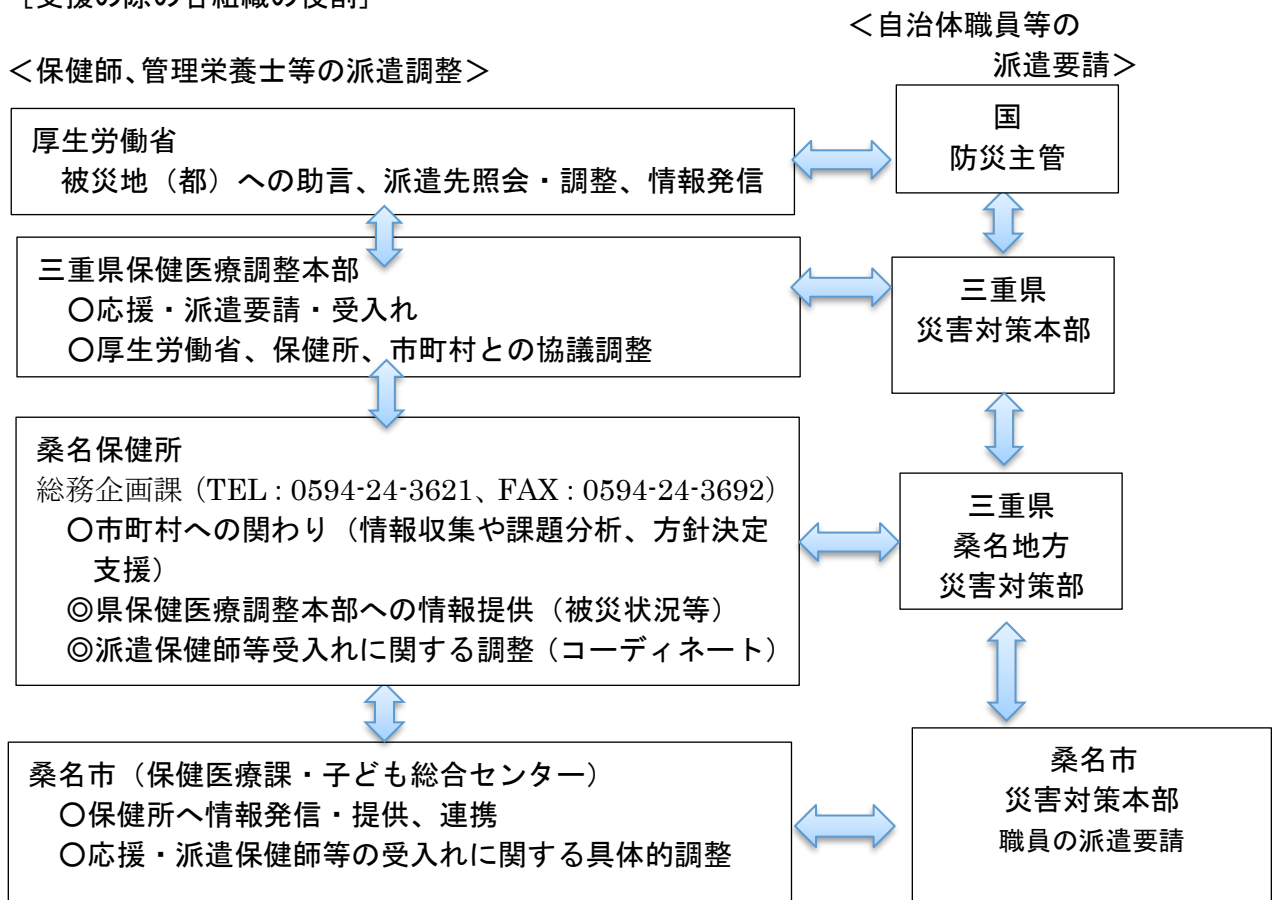 ［支援の際の各組織の役割］
＜自治体職員等の
派遣要請＞
＜保健師、管理栄養士等の派遣調整＞
厚生労働省
被災地（都）への助言、派遣先照会・調整、情報発信
国
防災主管
三重県保健医療調整本部
〇応援・派遣要請・受入れ
〇厚生労働省、保健所、市町村との協議調整
三重県
災害対策本部
桑名保健所
総務企画課（TEL：0594-24-3621、FAX：0594-24-3692）
〇市町村への関わり（情報収集や課題分析、方針決定
支援）
◎県保健医療調整本部への情報提供（被災状況等）
◎派遣保健師等受入れに関する調整（コーディネート）
三重県
桑名地方
災害対策部
桑名市（保健医療課・子ども総合センター）
〇保健所へ情報発信・提供、連携
〇応援・派遣保健師等の受入れに関する具体的調整
桑名市
災害対策本部
職員の派遣要請